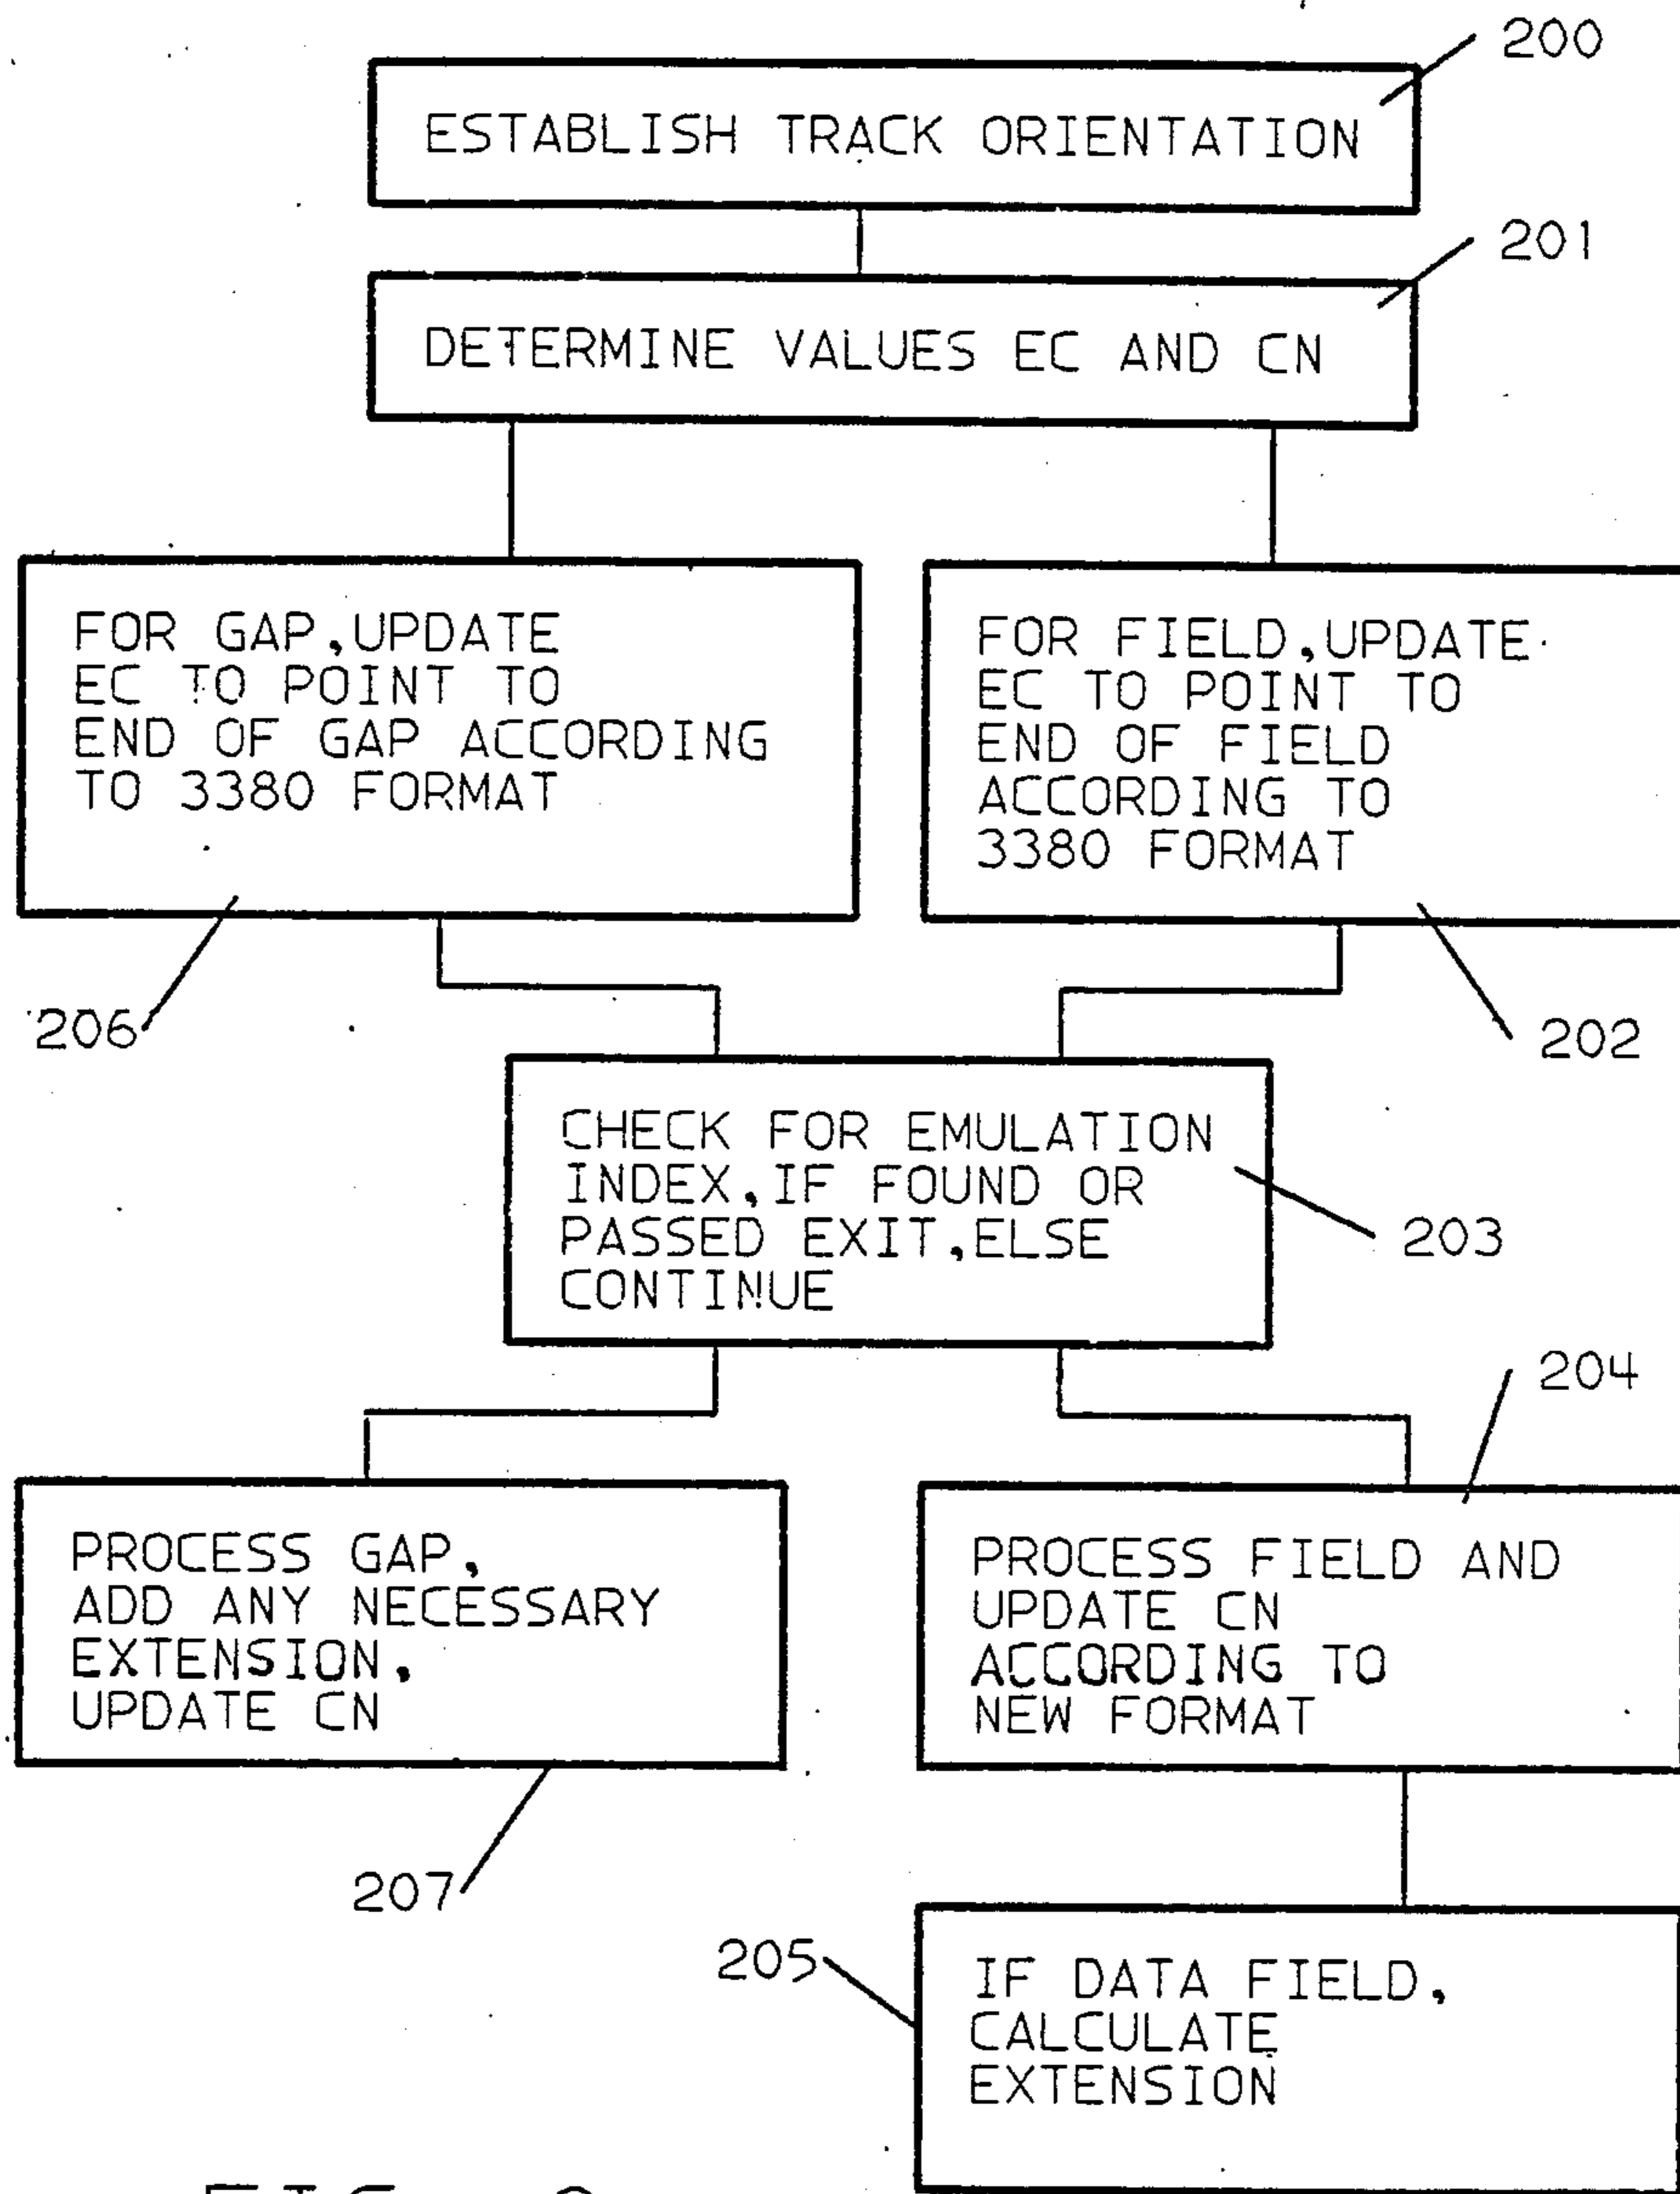 200
ESTABLISH TRACK ORIENTATION
201
DETERMINE VALUES EC AND CN
FOR GAP,UPDATE
EC TO POINT TO
END OF GAP ACCORDING
TO 3380 FORMAT
206
FOR FIELD,UPDATE
EC TO POINT TO
END OF FIELD
ACCORDING TO
3380 FORMAT
202
CHECK FOR EMULATION
INDEX,IF FOUND OR
PASSED EXIT,ELSE
CONTINUE
203
PROCESS GAP,
ADD ANY NECESSARY
EXTENSION,
UPDATE CN
207
204
PROCESS FIELD AND
UPDATE CN
ACCORDING TO
NEW FORMAT
205
IF DATA FIELD,
CALCULATE
EXTENSION